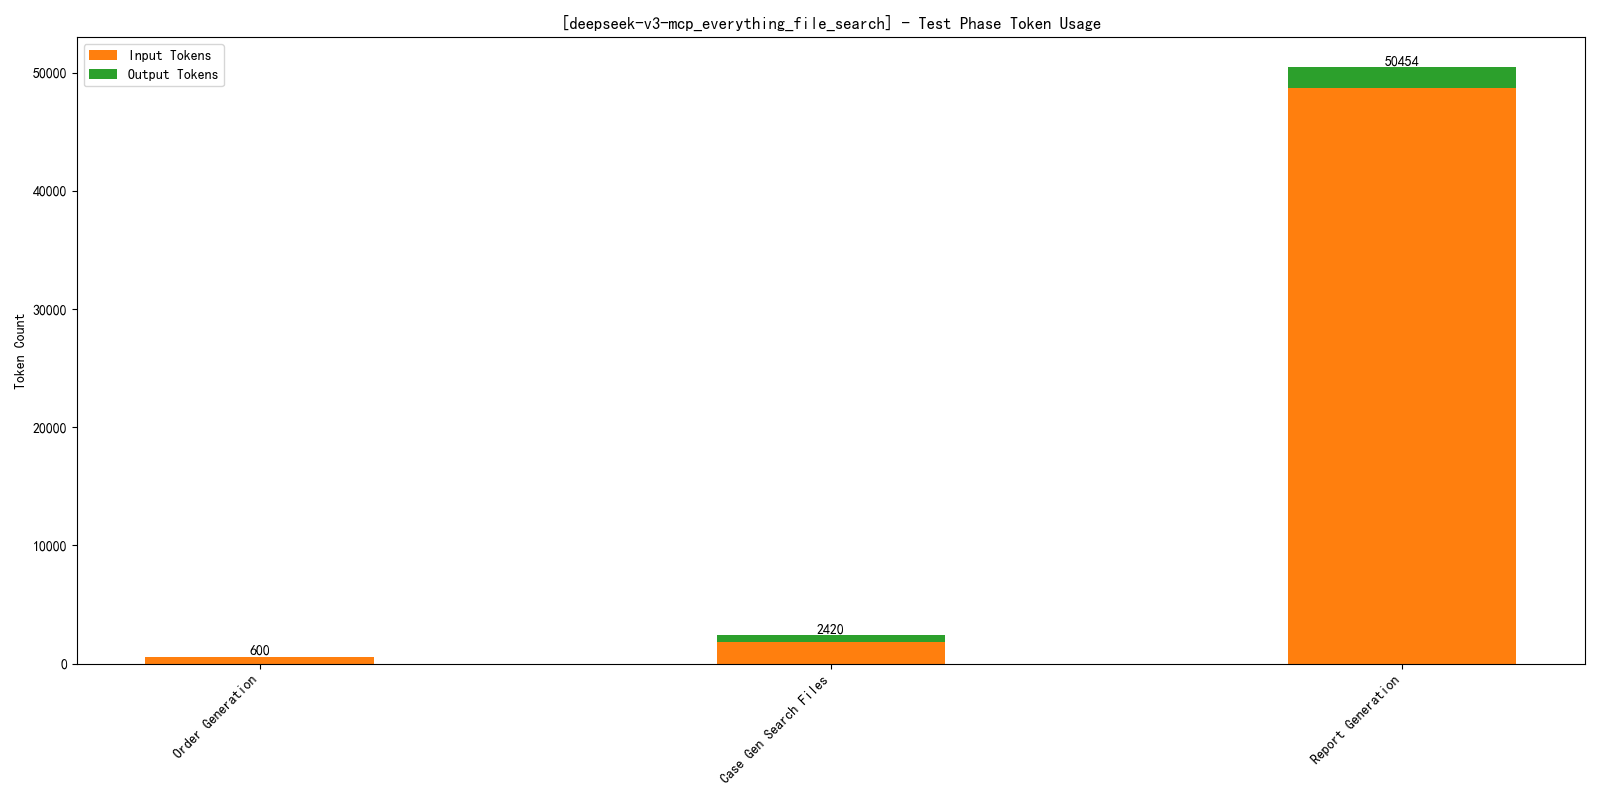 [deepseek-v3-mcp_everything_file_search] - Test Phase Token Usage
Input Tokens
Output Tokens
50454
2420
600
Token Count
50000
40000
30000
20000
10000
0
Order Generation
Case Gen Search Files
Report Generation